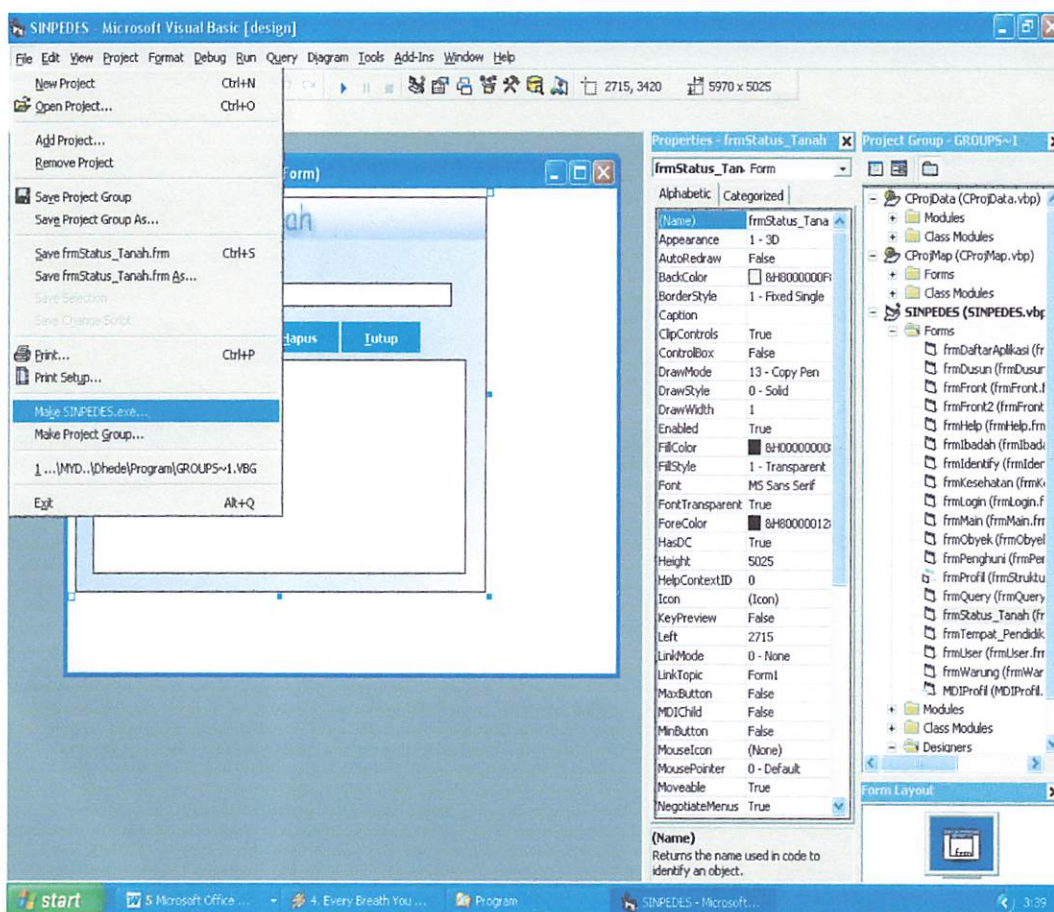 SINPEDES - Microsoft Visual Basic [design]
File Edit View Project Format Debug Run Query Diagram Tools Add-Ins Window Help
2715, 3420 5970 x 5025
New Project Ctrl+N
Open Project... Ctrl+O
Add Project...
Remove Project
Save Project Group
Save Project Group As...
Save frmStatus_Tanah.frm Ctrl+S
Save frmStatus_Tanah.frm As...
Save Selection
Save Change Script
Print... Ctrl+P
Print Setup...
Make SINPEDES.exe...
Make Project Group...
1 ...\MYD..\Dhede\Program\GROUPS~1.VBG
Exit Alt+Q
Form)
ah
Hapus Tutup
Properties - frmStatus_Tanah
frmStatus_Tan Form
Alphabetic Categorized
(Name) frmStatus_Tana
Appearance 1 - 3D
AutoRedraw False
BackColor &H8000000F
BorderStyle 1 - Fixed Single
Caption
ClipControls True
ControlBox False
DrawMode 13 - Copy Pen
DrawStyle 0 - Solid
DrawWidth 1
Enabled True
FillColor &H00000000
FillStyle 1 - Transparent
Font MS Sans Serif
FontTransparent True
ForeColor &H80000012
HasDC True
Height 5025
HelpContextID 0
Icon (Icon)
KeyPreview False
Left 2715
LinkMode 0 - None
LinkTopic Form1
MaxButton False
MDIChild False
MinButton False
MouseIcon (None)
MousePointer 0 - Default
Moveable True
NegotiateMenus True
(Name)
Returns the name used in code to
identify an object.
Project Group - GROUPS~1
CProjData (CProjData.vbp)
Modules
Class Modules
CProjMap (CProjMap.vbp)
Forms
Class Modules
SINPEDES (SINPEDES.vbp
Forms
frmDaftarAplikasi (fr
frmDusun (frmDusur
frmFront (frmFront.f
frmFront2 (frmFront
frmHelp (frmHelp.frn
frmIbadah (frmIbada
frmIdentify (frmIder
frmKesehatan (frmK
frmLogin (frmLogin.f
frmMain (frmMain.frr
frmObyek (frmObyel
frmPenghuni (frmPer
frmProfil (frmStruktu
frmQuery (frmQuery
frmStatus_Tanah (fr
frmTempat_Pendidik
frmUser (frmUser.frr
frmWarung (frmWar
MDIProfil (MDIProfil.
Modules
Class Modules
Designers
Form Layout
frm
start 5 Microsoft Office ... 4. Every Breath You ... Program SINPEDES - Microsoft... 3:39